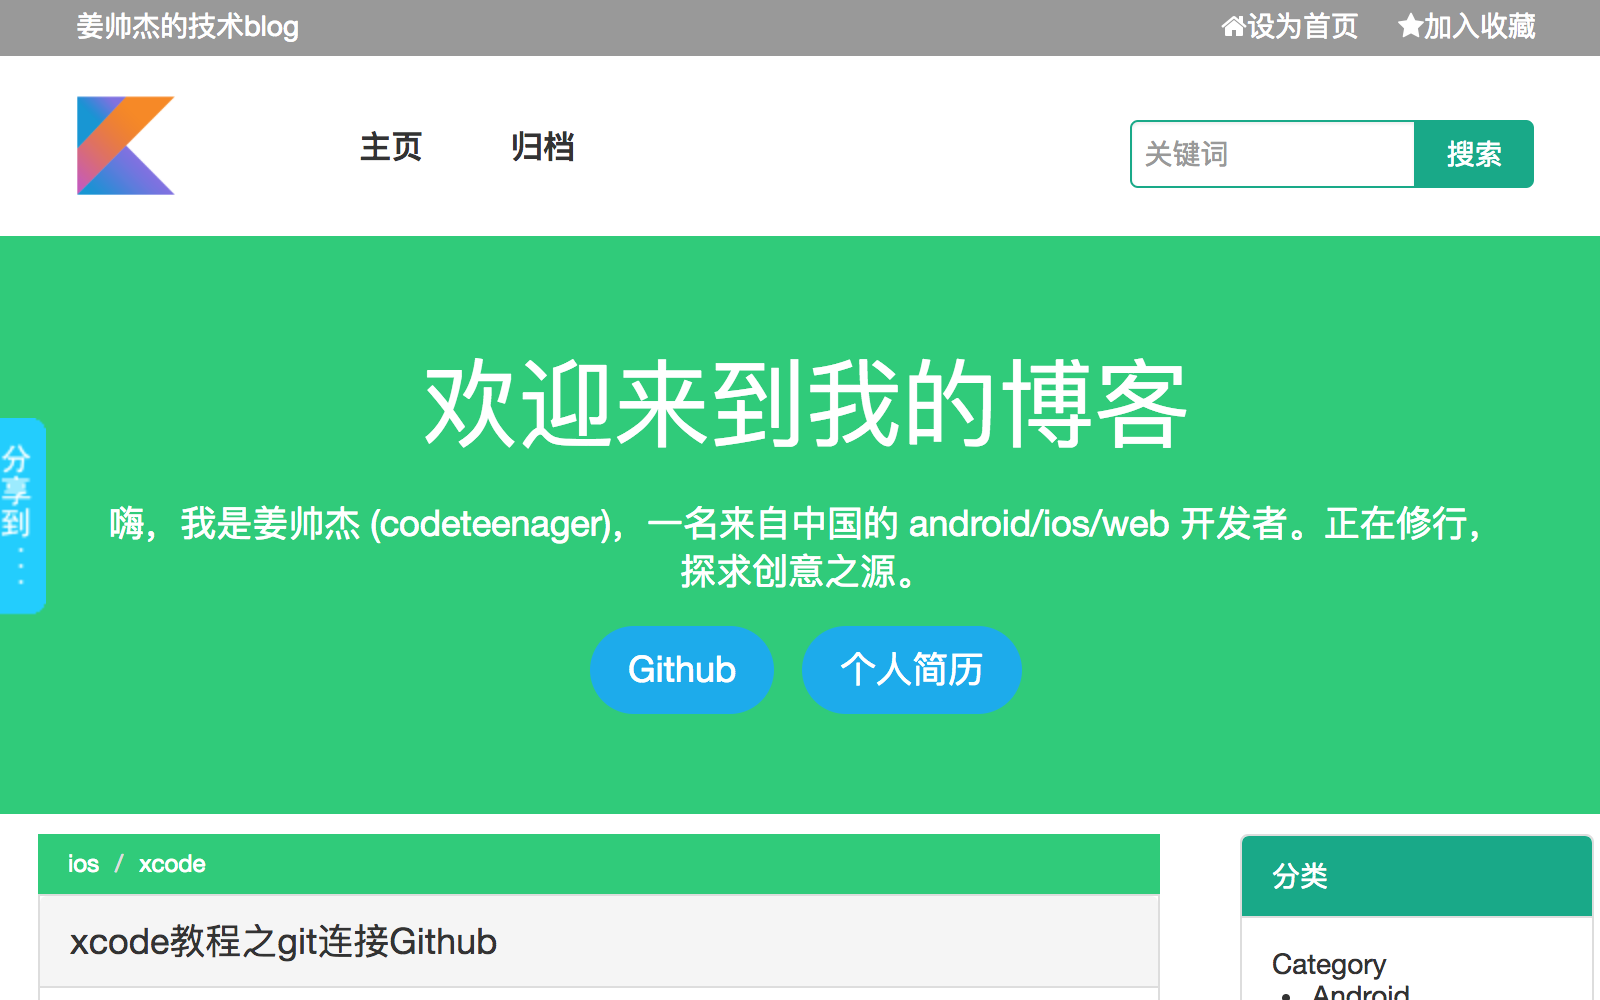 姜帅杰的技术blog
设为首页 加入收藏
主页 归档
关键词 搜索
欢迎来到我的博客
嗨，我是姜帅杰 (codeteenager)，一名来自中国的 android/ios/web 开发者。正在修行，
探求创意之源。
Github 个人简历
分享到
ios / xcode
xcode教程之git连接Github
分类
Category
Android